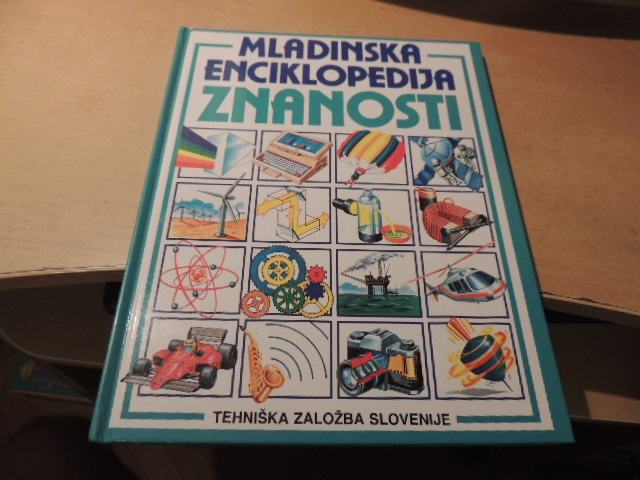 MLADINSKA
ENCIKLOPEDIJA
ZNANOSTI
TEHNIŠKA ZALOŽBA SLOVENIJE